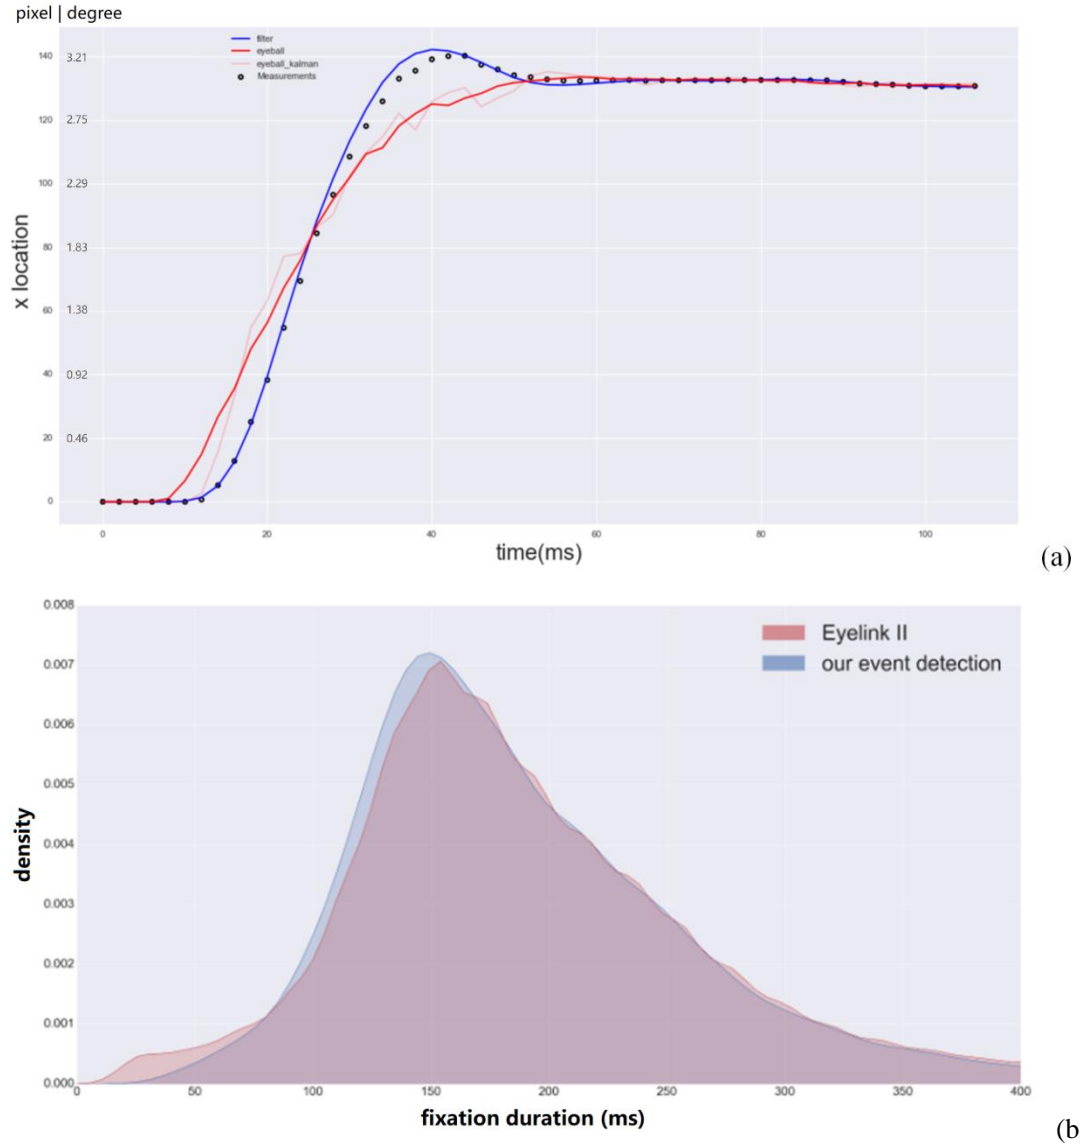 pixel | degree
filter
eyeball
eyeball_kalman
Measurements
140 3.21
120 2.75
100 2.29
80 1.83
60 1.38
40 0.92
20 0.46
0
x location
0 20 40 60 80 100
time(ms)
(a)
0.008
0.007
0.006
0.005
0.004
0.003
0.002
0.001
0.000
density
Eyelink II
our event detection
0 50 100 150 200 250 300 350 400
fixation duration (ms)
(b